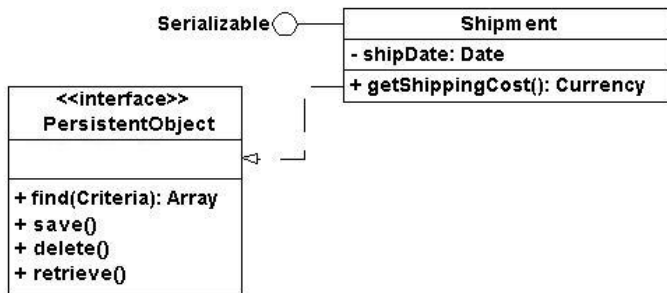 Serializable
Shipment
- shipDate: Date
+ getShippingCost(): Currency
<<interface>>
PersistentObject
+ find(Criteria): Array
+ save()
+ delete()
+ retrieve()